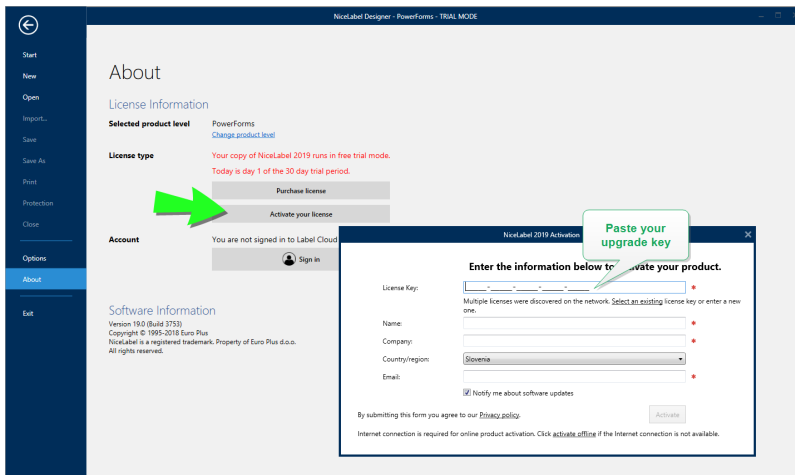 NiceLabel Designer - PowerForms - TRIAL MODE
Start
New
Open
Import...
Save
Save As
Print
Protection
Close
Options
About
Exit
About
License Information
Selected product level PowerForms
Change product level
License type Your copy of NiceLabel 2019 runs in free trial mode.
Today is day 1 of the 30 day trial period.
Purchase license
Activate your license
Account You are not signed in to Label Cloud
Sign in
Software Information
Version 19.0 (Build 3753)
Copyright © 1995-2018 Euro Plus
NiceLabel is a registered trademark. Property of Euro Plus d.o.o.
All rights reserved.
NiceLabel 2019 Activation
Paste your
upgrade key
Enter the information below to activate your product.
License Key: _____-_____-_____-_____-_____ *
Multiple licenses were discovered on the network. Select an existing license key or enter a new
one.
Name: *
Company: *
Country/region: Slovenia
Email: *
Notify me about software updates
By submitting this form you agree to our Privacy policy. Activate
Internet connection is required for online product activation. Click activate offline if the Internet connection is not available.